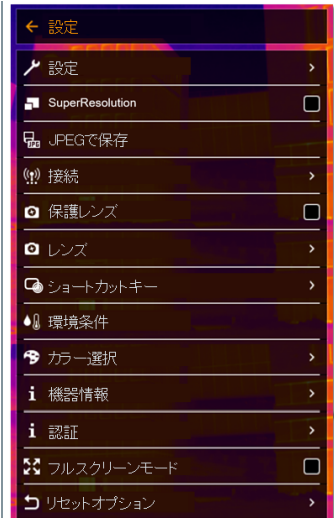 設定
設定
SuperResolution
JPEGで保存
接続
保護レンズ
レンズ
ショートカットキー
環境条件
カラー選択
機器情報
認証
フルスクリーンモード
リセットオプション